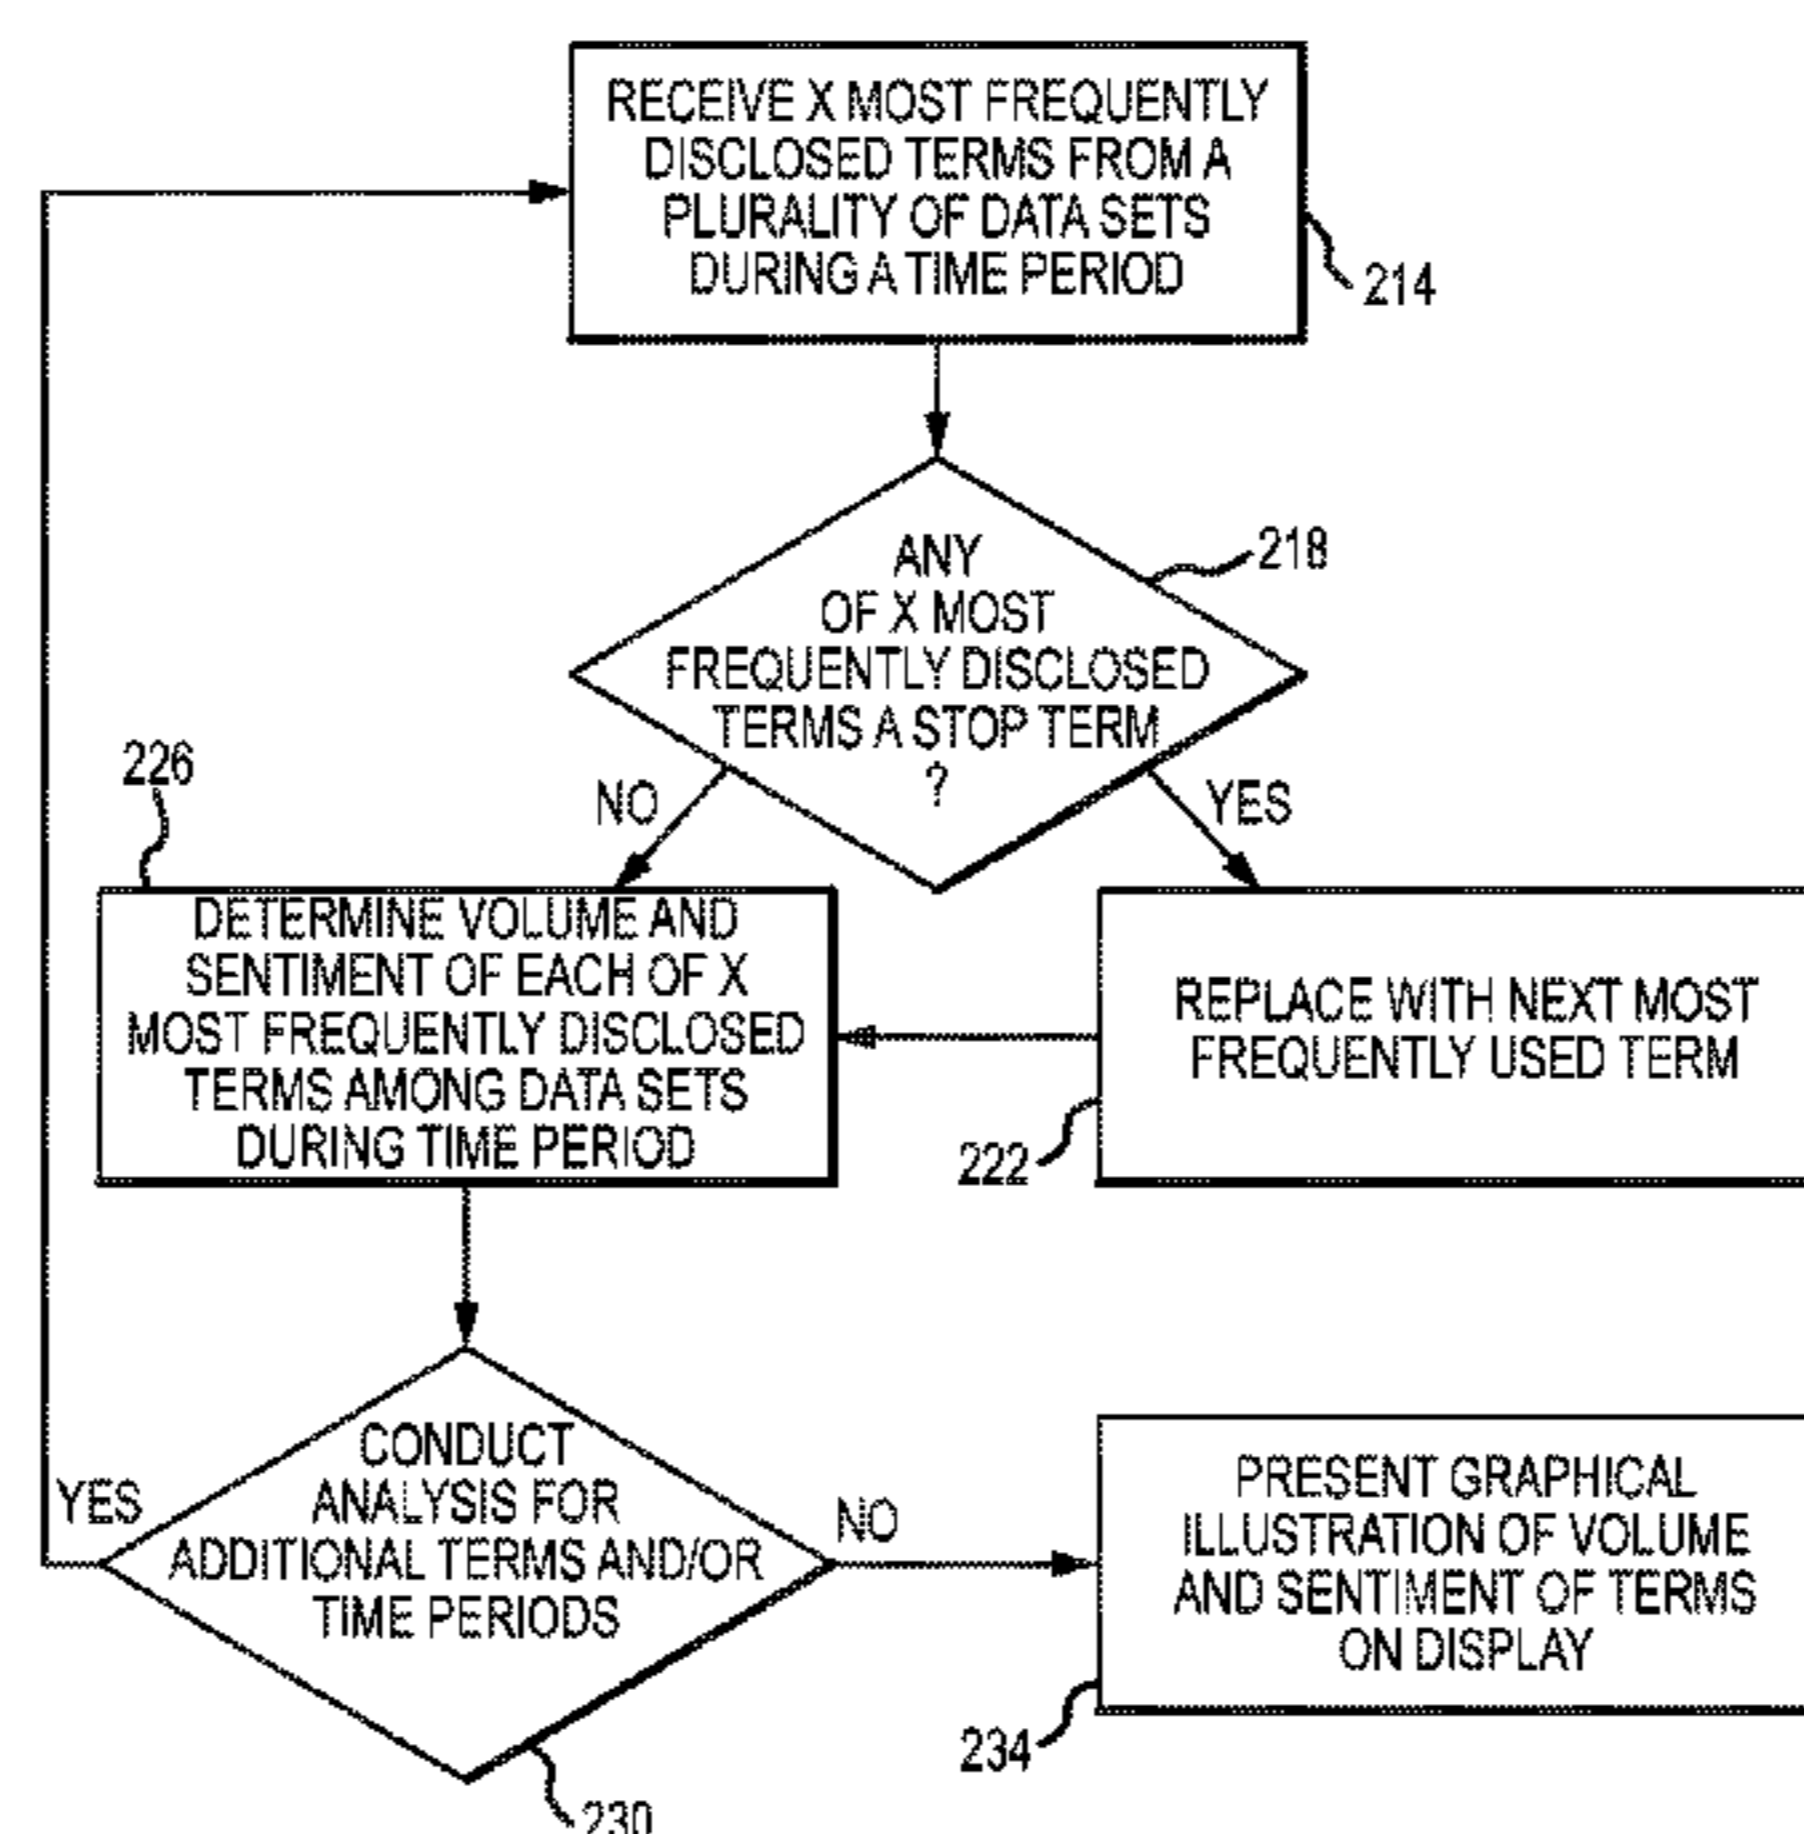 RECEIVE X MOST FREQUENTLY
DISCLOSED TERMS FROM A
PLURALITY OF DATA SETS
DURING A TIME PERIOD
214
ANY
OF X MOST
FREQUENTLY DISCLOSED
TERMS A STOP TERM
?
218
NO
YES
226
DETERMINE VOLUME AND
SENTIMENT OF EACH OF X
MOST FREQUENTLY DISCLOSED
TERMS AMONG DATA SETS
DURING TIME PERIOD
REPLACE WITH NEXT MOST
FREQUENTLY USED TERM
222
CONDUCT
ANALYSIS FOR
ADDITIONAL TERMS AND/OR
TIME PERIODS
YES
NO
230
PRESENT GRAPHICAL
ILLUSTRATION OF VOLUME
AND SENTIMENT OF TERMS
ON DISPLAY
234